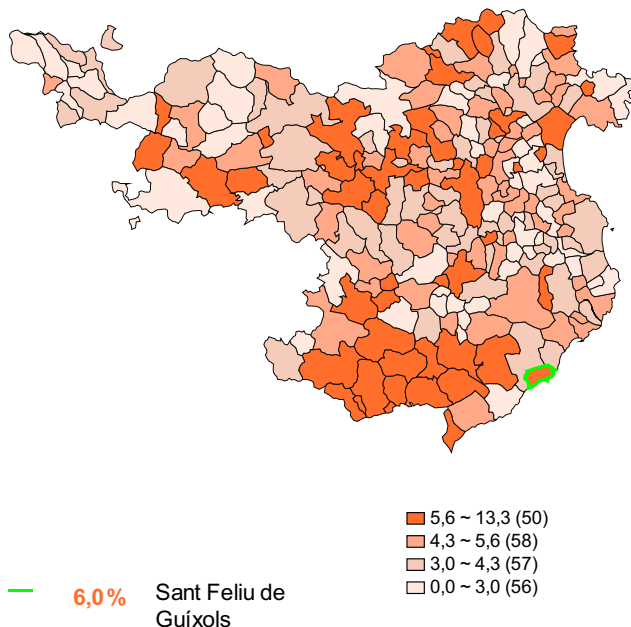 5,6 ~ 13,3 (50)
4,3 ~ 5,6 (58)
3,0 ~ 4,3 (57)
0,0 ~ 3,0 (56)
6,0% Sant Feliu de
Guíxols